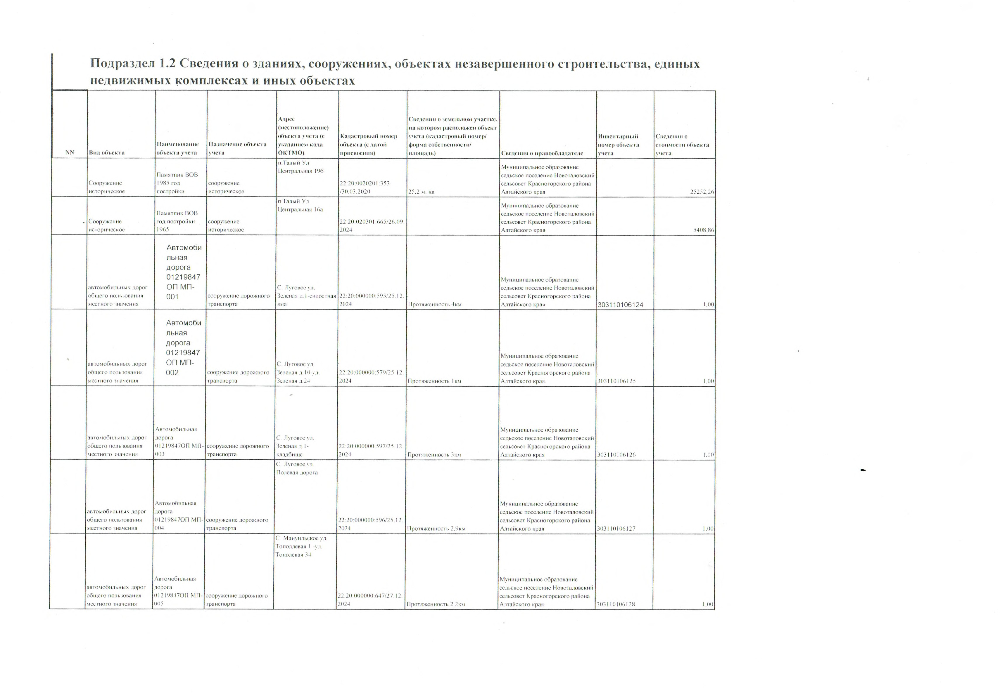 Подраздел 1.2 Сведения о зданиях, сооружениях, объектах незавершенного строительства, единых
недвижимых комплексах и иных объектах
NN
Вид объекта
Наименование
объекта учета
Назначение объекта
учета
Адрес
(местоположение)
объекта учета (с
указанием кода
ОКТМО)
Кадастровый номер
объекта (с датой
присвоения)
Сведения о земельном участке,
на котором расположен объект
учета (кадастровый номер/
форма собственности/
площадь)
Сведения о правообладателе
Инвентарный
номер объекта
учета
Сведения о
стоимости объекта
учета
Сооружение
историческое
Памятник ВОВ
1985 год
постройки
сооружение
историческое
п.Талый Ул
Центральная 19б
22:20:0020201:353
/30.03.2020
25,2 м. кв
Муниципальное образование
сельское поселение Новоталовский
сельсовет Красногорского района
Алтайского края
25252,26
Сооружение
историческое
Памятник ВОВ
год постройки
1965
сооружение
историческое
п.Талый Ул
Центральная 16а
22:20:020301:665/26.09.
2024
Муниципальное образование
сельское поселение Новоталовский
сельсовет Красногорского района
Алтайского края
5408,86
автомобильных дорог
общего пользования
местного значения
Автомоби
льная
дорога
01219847
ОП МП-
001
сооружение дорожного
транспорта
С. Луговое ул.
Зеленая д.1-силостная
яма
22:20:000000:595/25.12.
2024
Протяженность 4км
Муниципальное образование
сельское поселение Новоталовский
сельсовет Красногорского района
Алтайского края
303110106124
1,00
автомобильных дорог
общего пользования
местного значения
Автомоби
льная
дорога
01219847
ОП МП-
002
сооружение дорожного
транспорта
С. Луговое ул.
Зеленая д.10-ул.
Зеленая д.24
22:20:000000:579/25.12.
2024
Протяженность 1км
Муниципальное образование
сельское поселение Новоталовский
сельсовет Красногорского района
Алтайского края
303110106125
1,00
автомобильных дорог
общего пользования
местного значения
Автомобильная
дорога
01219847ОП МП-
003
сооружение дорожного
транспорта
С. Луговое ул.
Зеленая д.1-
кладбище
22:20:000000:597/25.12.
2024
Протяженность 3км
Муниципальное образование
сельское поселение Новоталовский
сельсовет Красногорского района
Алтайского края
303110106126
1,00
автомобильных дорог
общего пользования
местного значения
Автомобильная
дорога
01219847ОП МП-
004
сооружение дорожного
транспорта
С. Луговое ул.
Полевая дорога
22:20:000000:596/25.12.
2024
Протяженность 2,9км
Муниципальное образование
сельское поселение Новоталовский
сельсовет Красногорского района
Алтайского края
303110106127
1,00
автомобильных дорог
общего пользования
местного значения
Автомобильная
дорога
01219847ОП МП-
005
сооружение дорожного
транспорта
С. Мануильское ул.
Тополлевая 1 -ул.
Тополевая 34
22:20:000000:647/27.12.
2024
Протяженность 2,2км
Муниципальное образование
сельское поселение Новоталовский
сельсовет Красногорского района
Алтайского края
303110106128
1,00